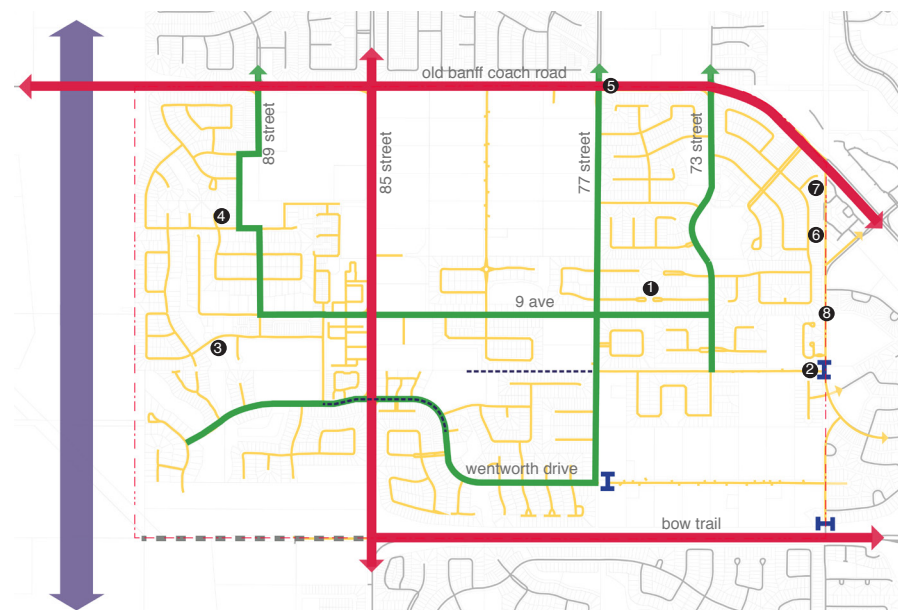 old banff coach road
5
89 street
85 street
77 street
73 street
7
4
6
1
9 ave
8
3
2
wentworth drive
bow trail